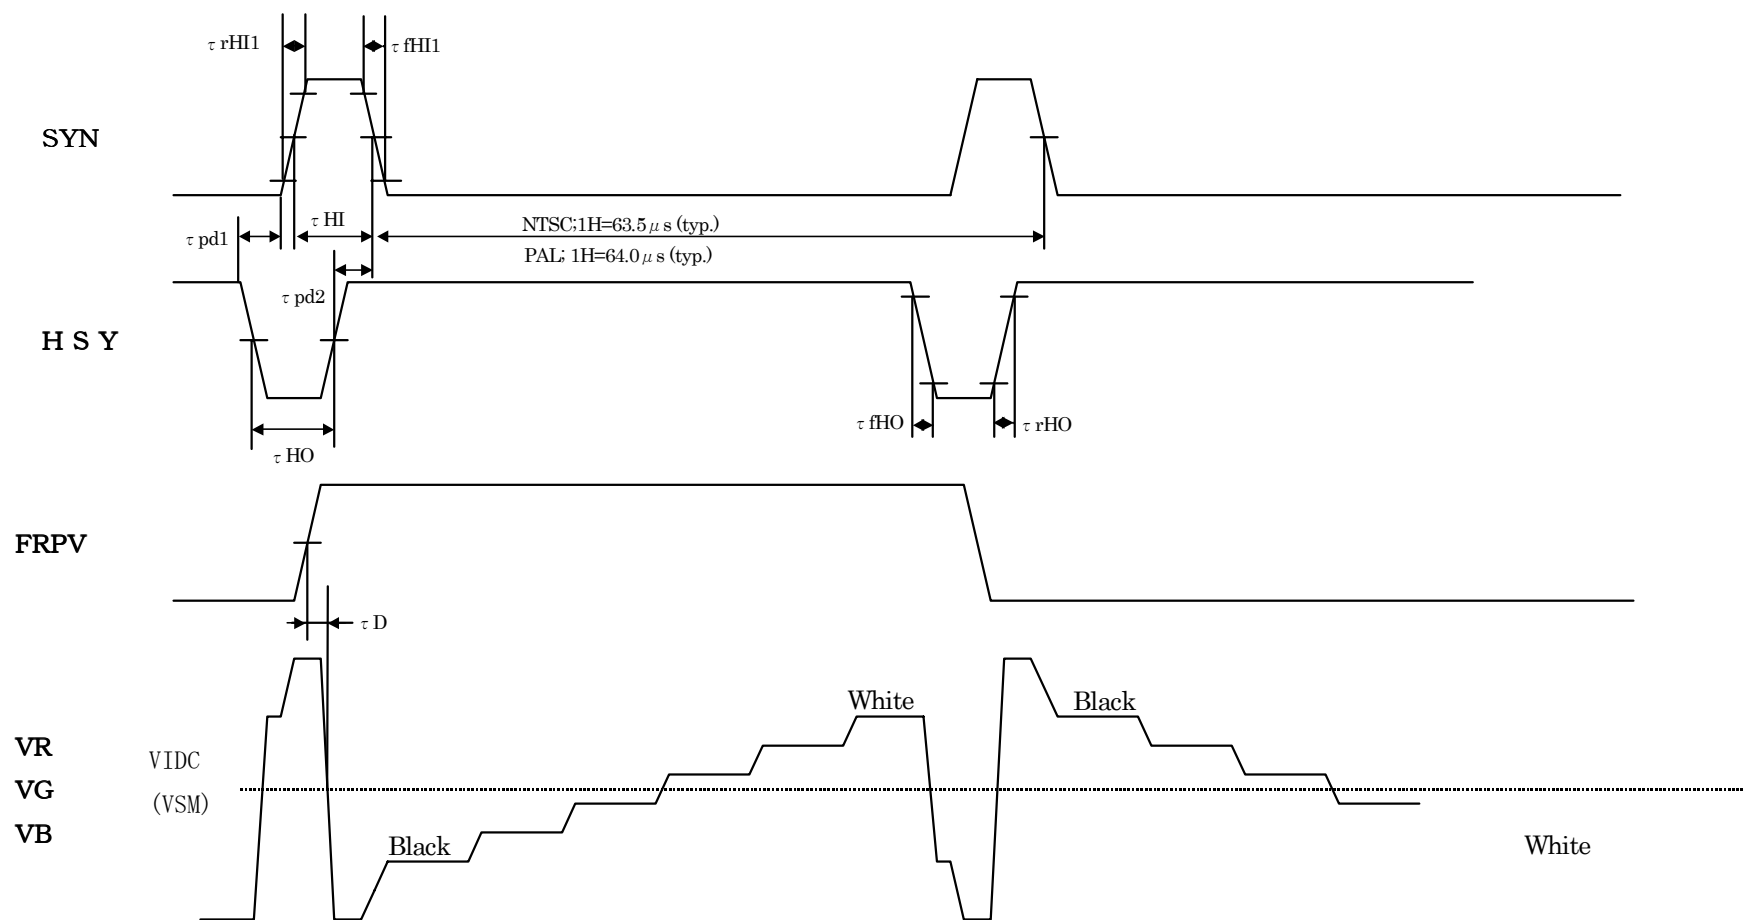 τ rHI1
τ fHI1
SYN
τ HI
NTSC;1H=63.5μs (typ.)
τ pd1
PAL; 1H=64.0μs (typ.)
τ pd2
H S Y
τ fHO
τ rHO
τ HO
FRPV
τ D
White
Black
VR
VIDC
VG
(VSM)
VB
Black
White